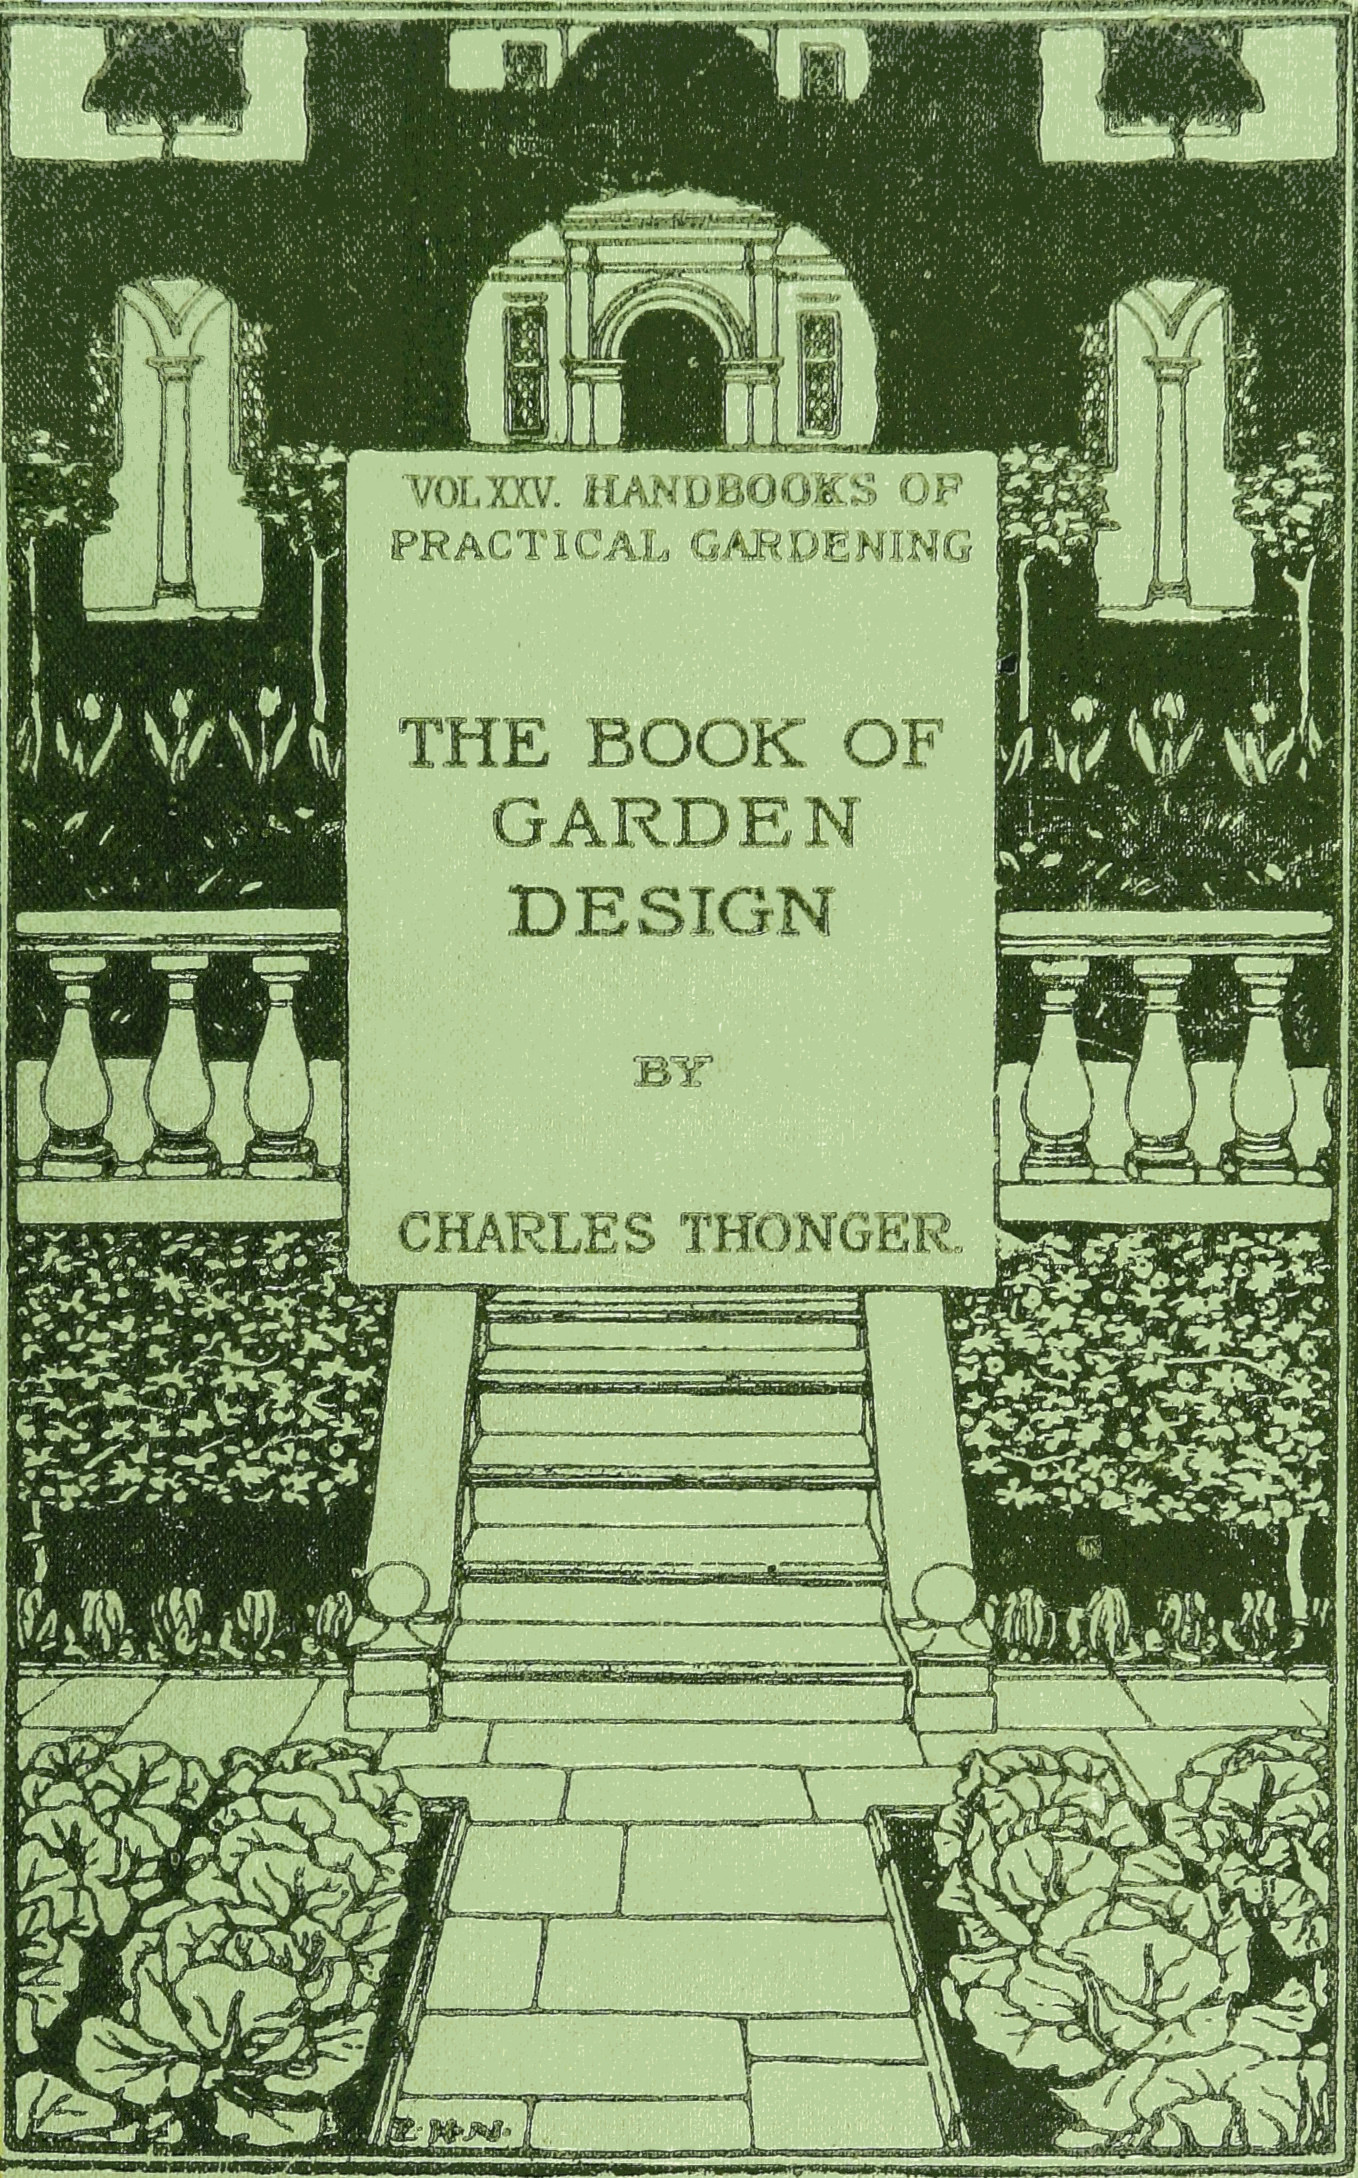 VOL XXV. HANDBOOKS OF
PRACTICAL GARDENING
THE BOOK OF
GARDEN
DESIGN
BY
CHARLES THONGER.